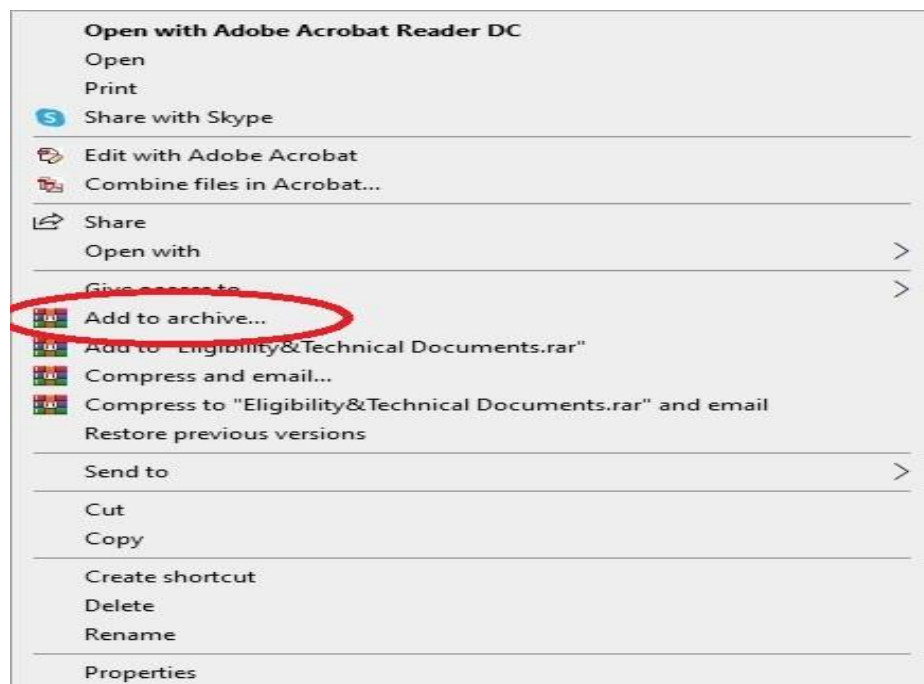 Open with Adobe Acrobat Reader DC
Open
Print
Share with Skype
Edit with Adobe Acrobat
Combine files in Acrobat...
Share
Open with
Give access to
Add to archive...
Add to "Eligibility&Technical Documents.rar"
Compress and email...
Compress to "Eligibility&Technical Documents.rar" and email
Restore previous versions
Send to
Cut
Copy
Create shortcut
Delete
Rename
Properties